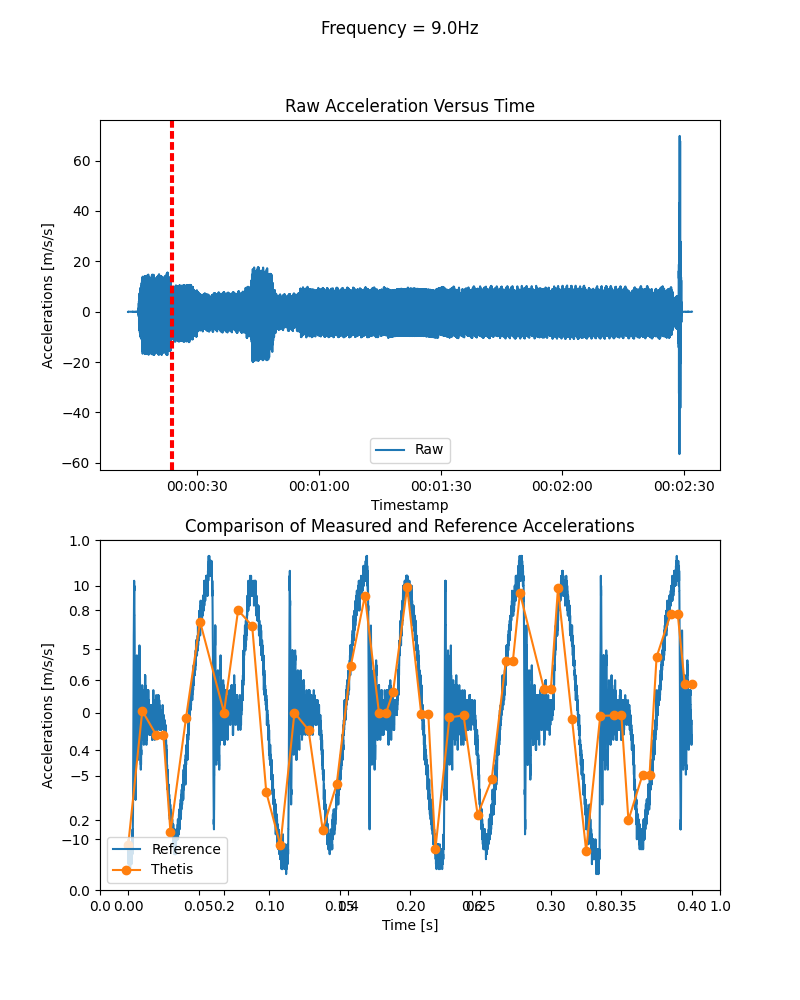 Frequency = 9.0Hz
Raw Acceleration Versus Time
Accelerations [m/s/s]
60
40
20
0
−20
−40
−60
Raw
00:00:30 00:01:00 00:01:30 00:02:00 00:02:30
Timestamp
Comparison of Measured and Reference Accelerations
Accelerations [m/s/s]
1.0
10
0.8
5
0.6
0
0.4
−5
0.2
−10
0.0
Reference
Thetis
0.0 0.00 0.05 0.2 0.10 0.15 0.4 0.20 0.6 0.25 0.30 0.8 0.35 0.40 1.0
Time [s]